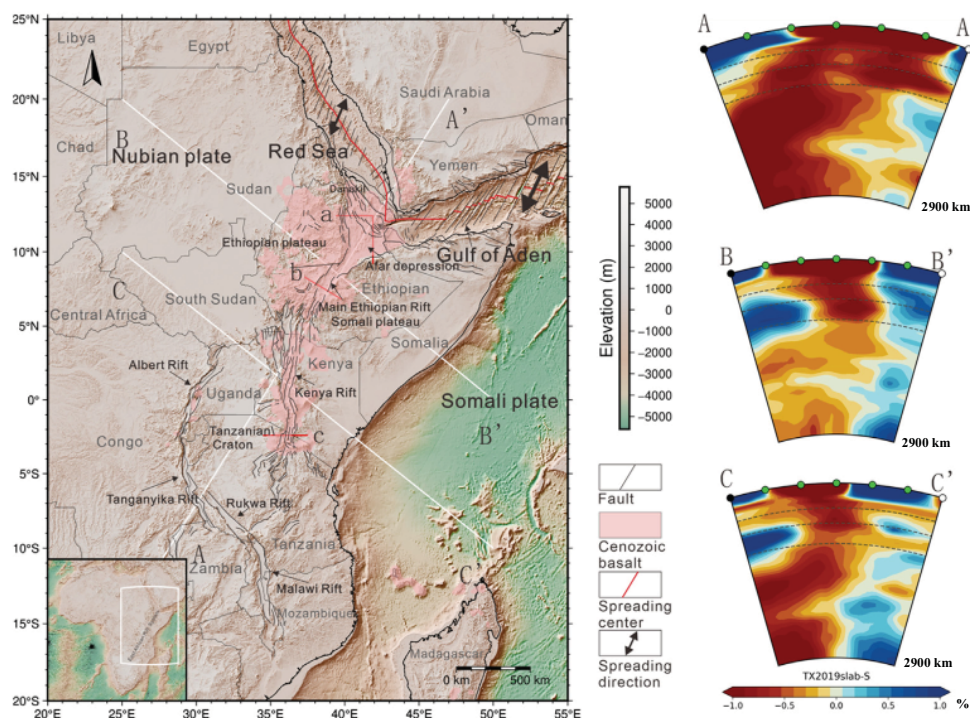 25°N
20°N
15°N
10°N
5°N
0°
5°S
10°S
15°S
20°S
25°E
30°E
35°E
40°E
45°E
50°E
55°E
Libya
Egypt
Saudi Arabia
A'
Oman
Chad
B
Nubian plate
Red Sea
Yemen
Sudan
Danakil
a
Ethiopian plateau
Gulf of Aden
Afar depression
b
Ethiopian
C
South Sudan
Main Ethiopian Rift
Somali plateau
Central Africa
Somalia
Albert Rift
Kenya
Uganda
Kenya Rift
Somali plate
Congo
Tanzanian
Craton
c
B'
Tanganyika Rift
Rukwa Rift
A
Tanzania
Zambia
Malawi Rift
C'
Mozambique
Madagascar
0 km
500 km
Elevation (m)
5000
4000
3000
2000
1000
0
−1000
−2000
−3000
−4000
−5000
Fault
Cenozoic
basalt
Spreading
center
Spreading
direction
A
A
2900 km
B
B'
2900 km
C
C'
2900 km
TX2019slab-S
−1.0
−0.5
0.0
0.5
1.0
%